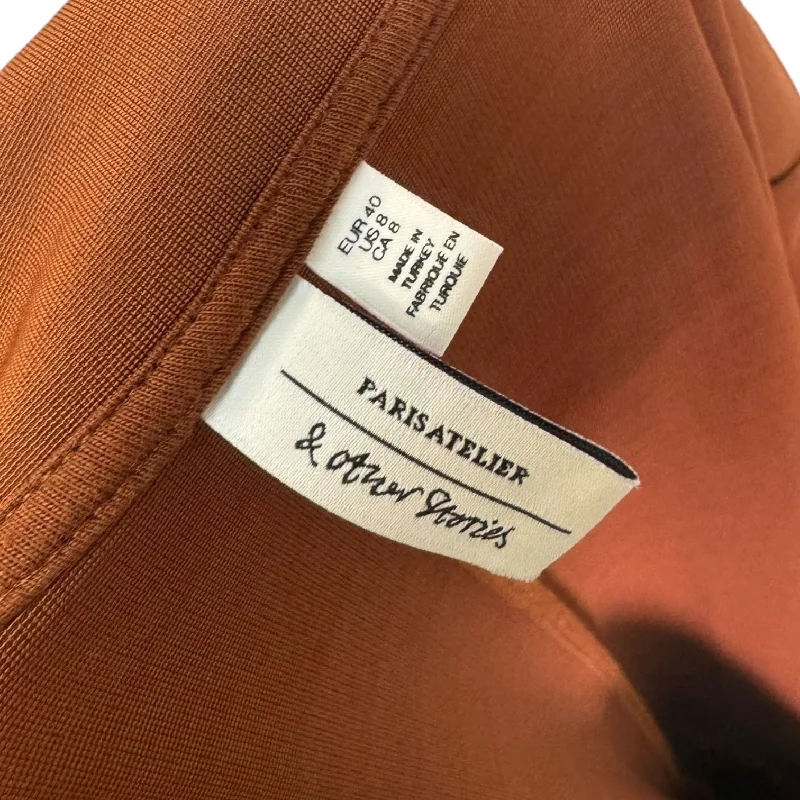 EUR 40
US 8
CA 8
MADE IN
TURKEY
FABRIQUE EN
TURQUIE
PARIS ATELIER
& other Stories